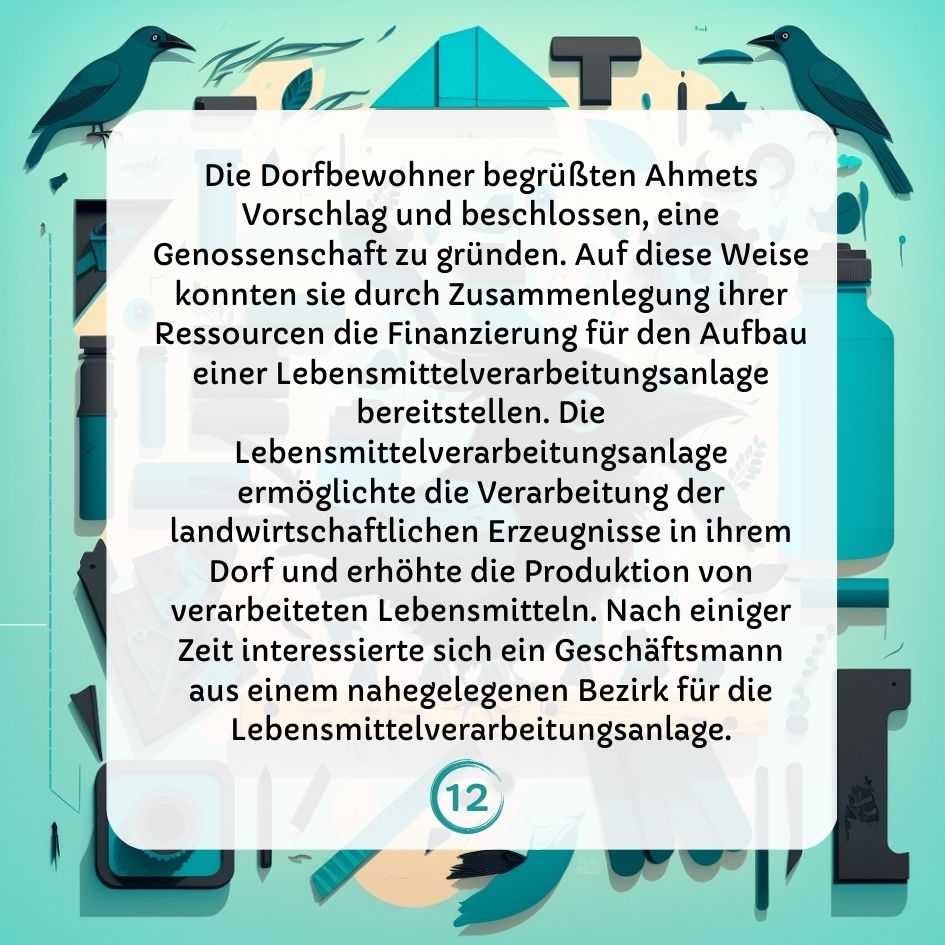 Die Dorfbewohner begrüßten Ahmets
Vorschlag und beschlossen, eine
Genossenschaft zu gründen. Auf diese Weise
konnten sie durch Zusammenlegung ihrer
Ressourcen die Finanzierung für den Aufbau
einer Lebensmittelverarbeitungsanlage
bereitstellen. Die
Lebensmittelverarbeitungsanlage
ermöglichte die Verarbeitung der
landwirtschaftlichen Erzeugnisse in ihrem
Dorf und erhöhte die Produktion von
verarbeiteten Lebensmitteln. Nach einiger
Zeit interessierte sich ein Geschäftsmann
aus einem nahegelegenen Bezirk für die
Lebensmittelverarbeitungsanlage.
12